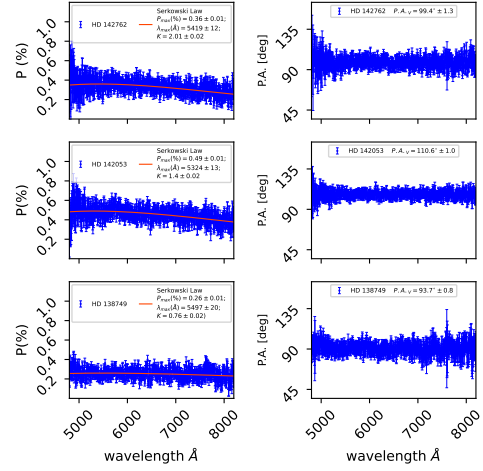 P (%)
1.0
0.8
0.6
0.4
0.2
HD 142762
Serkowski Law
P_max(%) = 0.36 ± 0.01;
λ_max(Å) = 5419 ± 12;
K = 2.01 ± 0.02
P.A. [deg]
135
90
45
HD 142762 P.A._V = 99.4° ± 1.3
P(%)
1.0
0.8
0.6
0.4
0.2
HD 142053
Serkowski Law
P_max(%) = 0.49 ± 0.01;
λ_max(Å) = 5324 ± 13;
K = 1.4 ± 0.02
P.A. [deg]
135
90
45
HD 142053 P.A._V = 110.6° ± 1.0
P(%)
1.0
0.8
0.6
0.4
0.2
HD 138749
Serkowski Law
P_max(%) = 0.26 ± 0.01;
λ_max(Å) = 5497 ± 20;
K = 0.76 ± 0.02)
P.A. [deg]
135
90
45
HD 138749 P.A._V = 93.7° ± 0.8
5000 6000 7000 8000
wavelength Å
5000 6000 7000 8000
wavelength Å